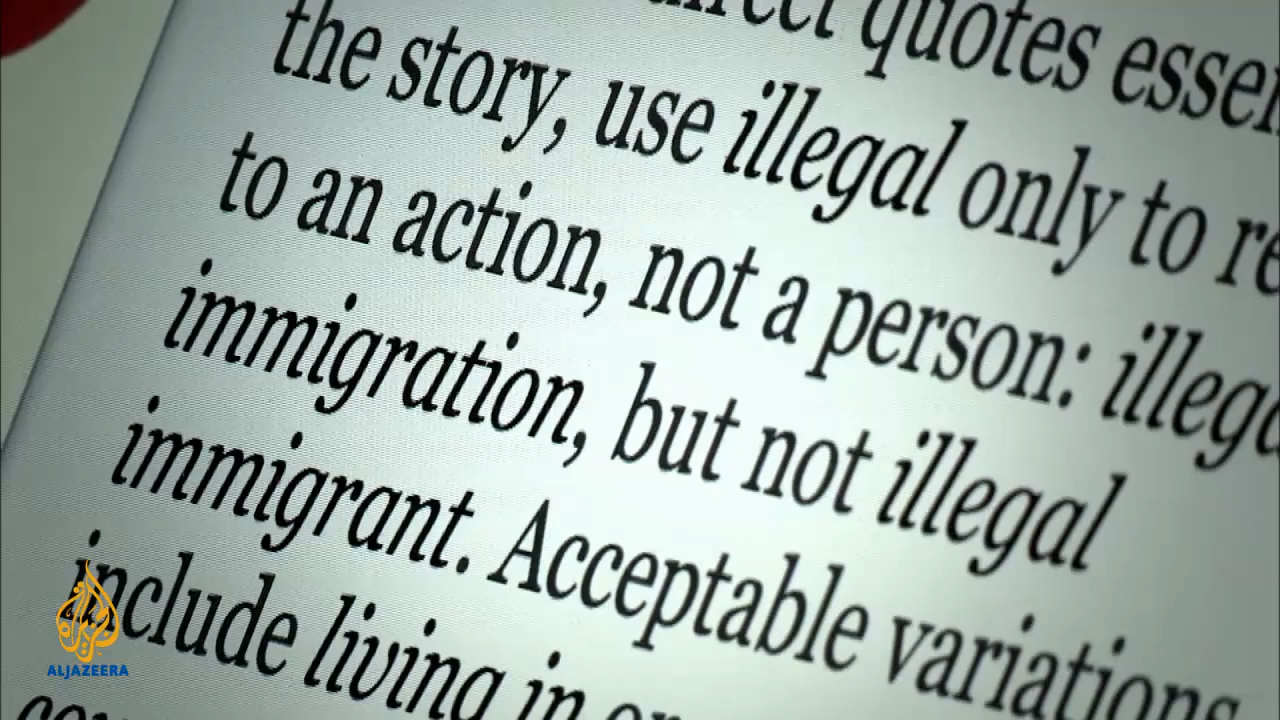 quotes
the story, use illegal only to
to an action, not a person:
immigration, but not illegal
immigrant. Acceptable variations
include living in
ALJAZEERA